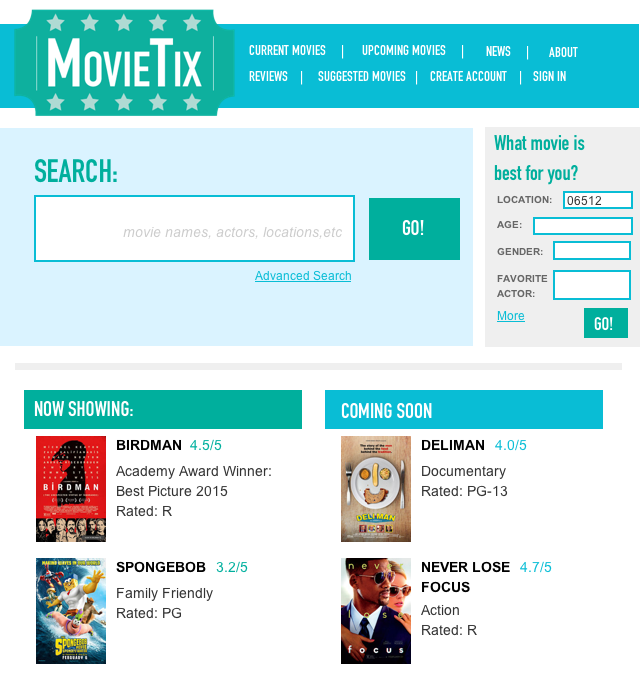 MOVIETIX
CURRENT MOVIES | UPCOMING MOVIES | NEWS | ABOUT
REVIEWS | SUGGESTED MOVIES | CREATE ACCOUNT | SIGN IN
SEARCH:
movie names, actors, locations,etc
GO!
Advanced Search
What movie is
best for you?
LOCATION: 06512
AGE:
GENDER:
FAVORITE
ACTOR:
More
GO!
NOW SHOWING:
BIRDMAN
BIRDMAN 4.5/5
Academy Award Winner:
Best Picture 2015
Rated: R
SPONGEBOB
FEBRUARY 6
SPONGEBOB 3.2/5
Family Friendly
Rated: PG
COMING SOON
DELIMAN
DELIMAN 4.0/5
Documentary
Rated: PG-13
focus
NEVER LOSE 4.7/5
FOCUS
Action
Rated: R